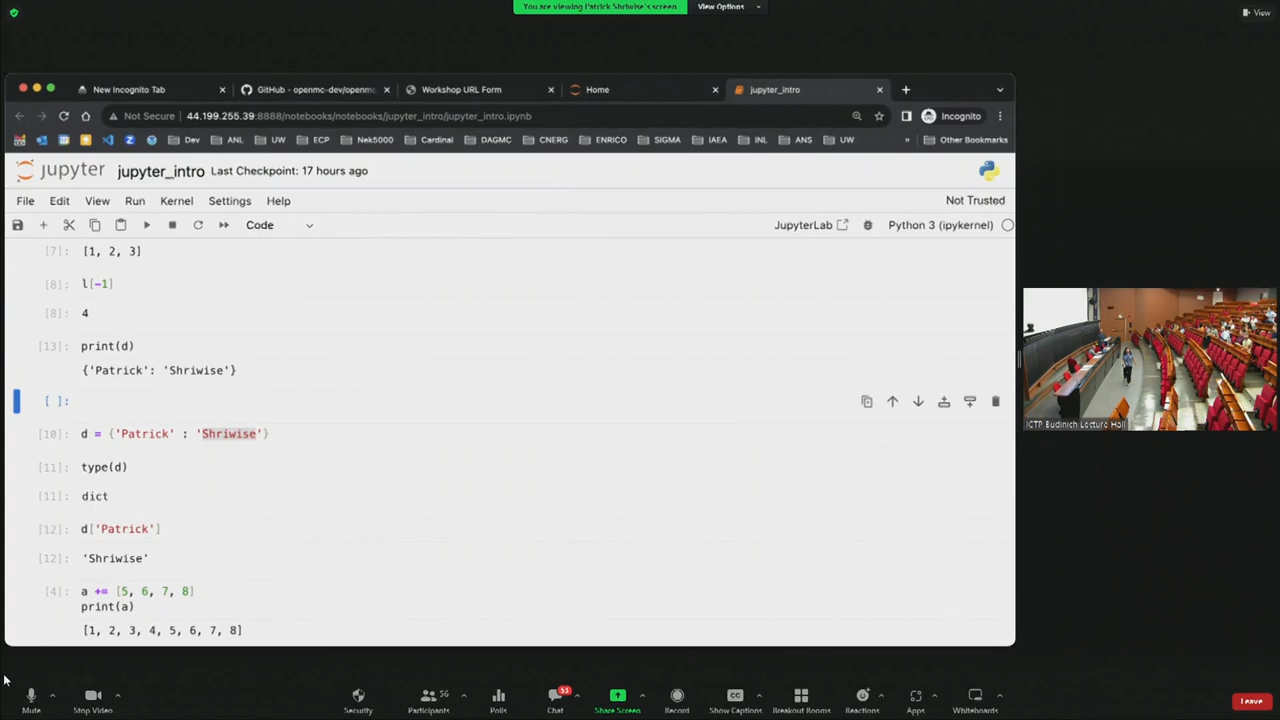 You are viewing Patrick Shriwise's screen
View Options
View
New Incognito Tab
GitHub - openmc-dev/openmc
Workshop URL Form
Home
jupyter_intro
Not Secure 44.199.255.39:8888/notebooks/notebooks/jupyter_intro/jupyter_intro.ipynb
Incognito
Dev ANL UW ECP Nek5000 Cardinal DAGMC CNERG ENRICO SIGMA IAEA INL ANS UW » Other Bookmarks
jupyter jupyter_intro Last Checkpoint: 17 hours ago
File Edit View Run Kernel Settings Help Not Trusted
Code JupyterLab Python 3 (ipykernel)
[7]: [1, 2, 3]
[8]: l[-1]
[8]: 4
[13]: print(d)
{'Patrick': 'Shriwise'}
[ ]:
[10]: d = {'Patrick' : 'Shriwise'}
[11]: type(d)
[11]: dict
[12]: d['Patrick']
[12]: 'Shriwise'
[4]: a += [5, 6, 7, 8]
print(a)
[1, 2, 3, 4, 5, 6, 7, 8]
ICTP Budinich Lecture Hall
Mute
Stop Video
Security
Participants 56
Polls
Chat 53
Share Screen
Record
Show Captions
Breakout Rooms
Reactions
Apps
Whiteboards
Leave